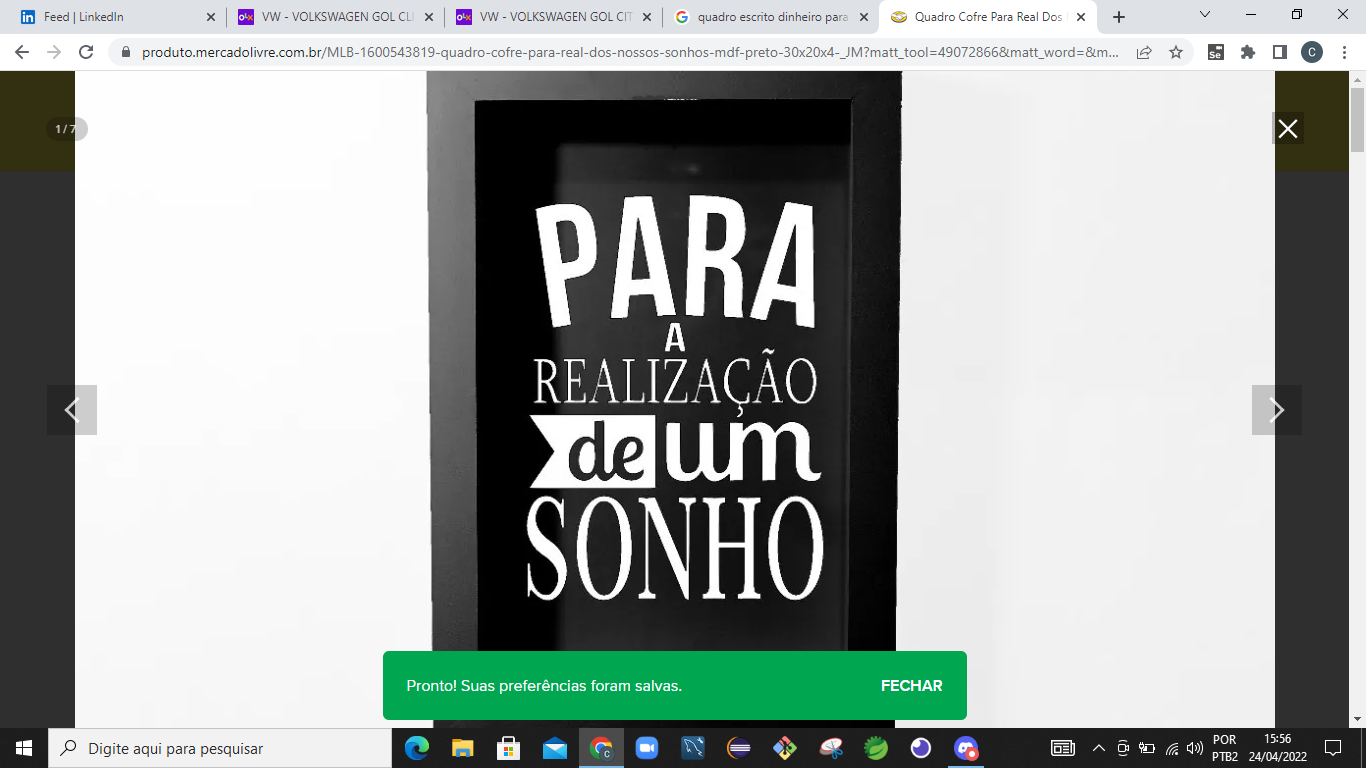 Feed | LinkedIn
VW - VOLKSWAGEN GOL CLI
VW - VOLKSWAGEN GOL CIT
quadro escrito dinheiro para
Quadro Cofre Para Real Dos
produto.mercadolivre.com.br/MLB-1600543819-quadro-cofre-para-real-dos-nossos-sonhos-mdf-preto-30x20x4-_JM?matt_tool=49072866&matt_word=&m...
Se
C
1 / 7
PARA
A
REALIZAÇÃO
de um
SONHO
Pronto! Suas preferências foram salvas.
FECHAR
Digite aqui para pesquisar
POR
PTB2
15:56
24/04/2022